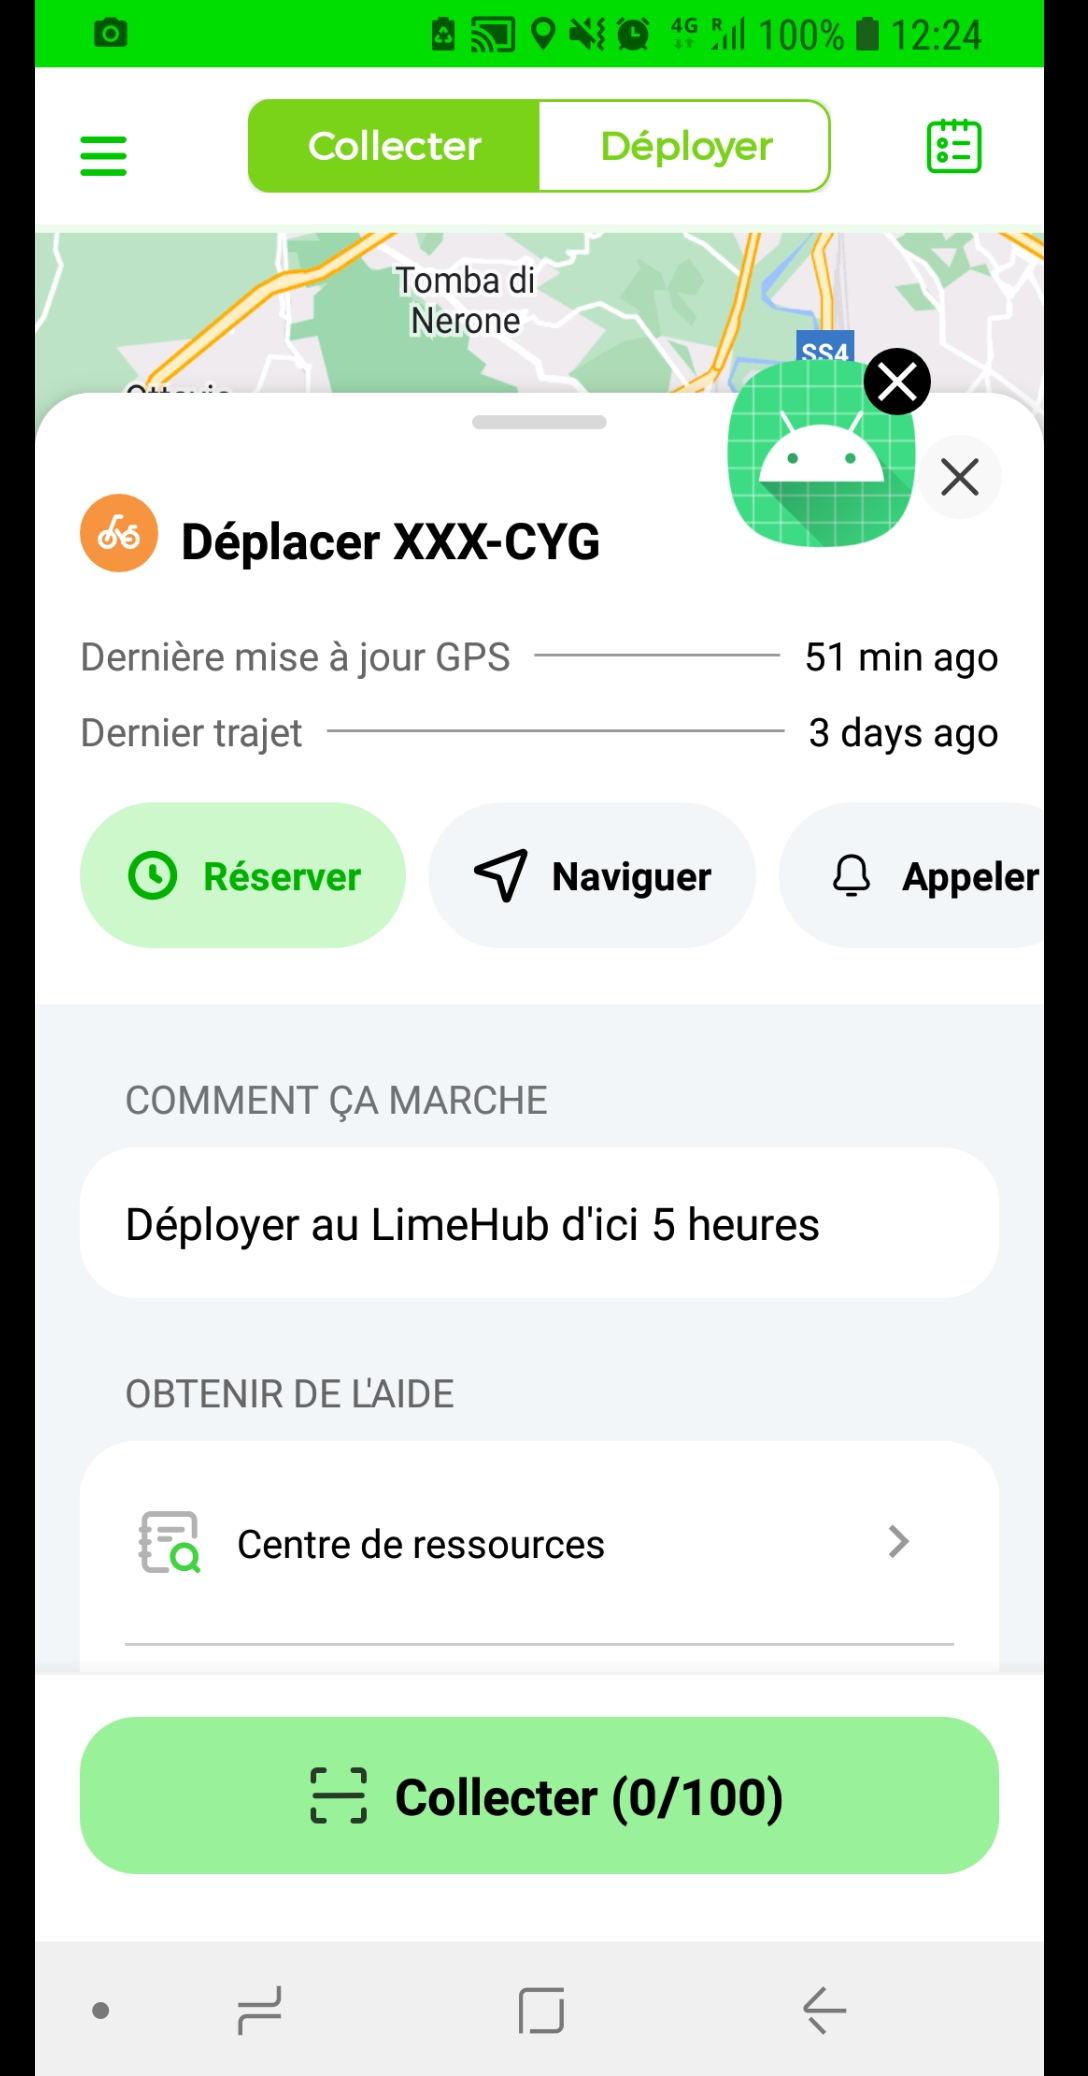 4G R 100% 12:24
Collecter Déployer
Tomba di
Nerone
SS4
Déplacer XXX-CYG
Dernière mise à jour GPS 51 min ago
Dernier trajet 3 days ago
Réserver Naviguer Appeler
COMMENT ÇA MARCHE
Déployer au LimeHub d'ici 5 heures
OBTENIR DE L'AIDE
Centre de ressources
Collecter (0/100)